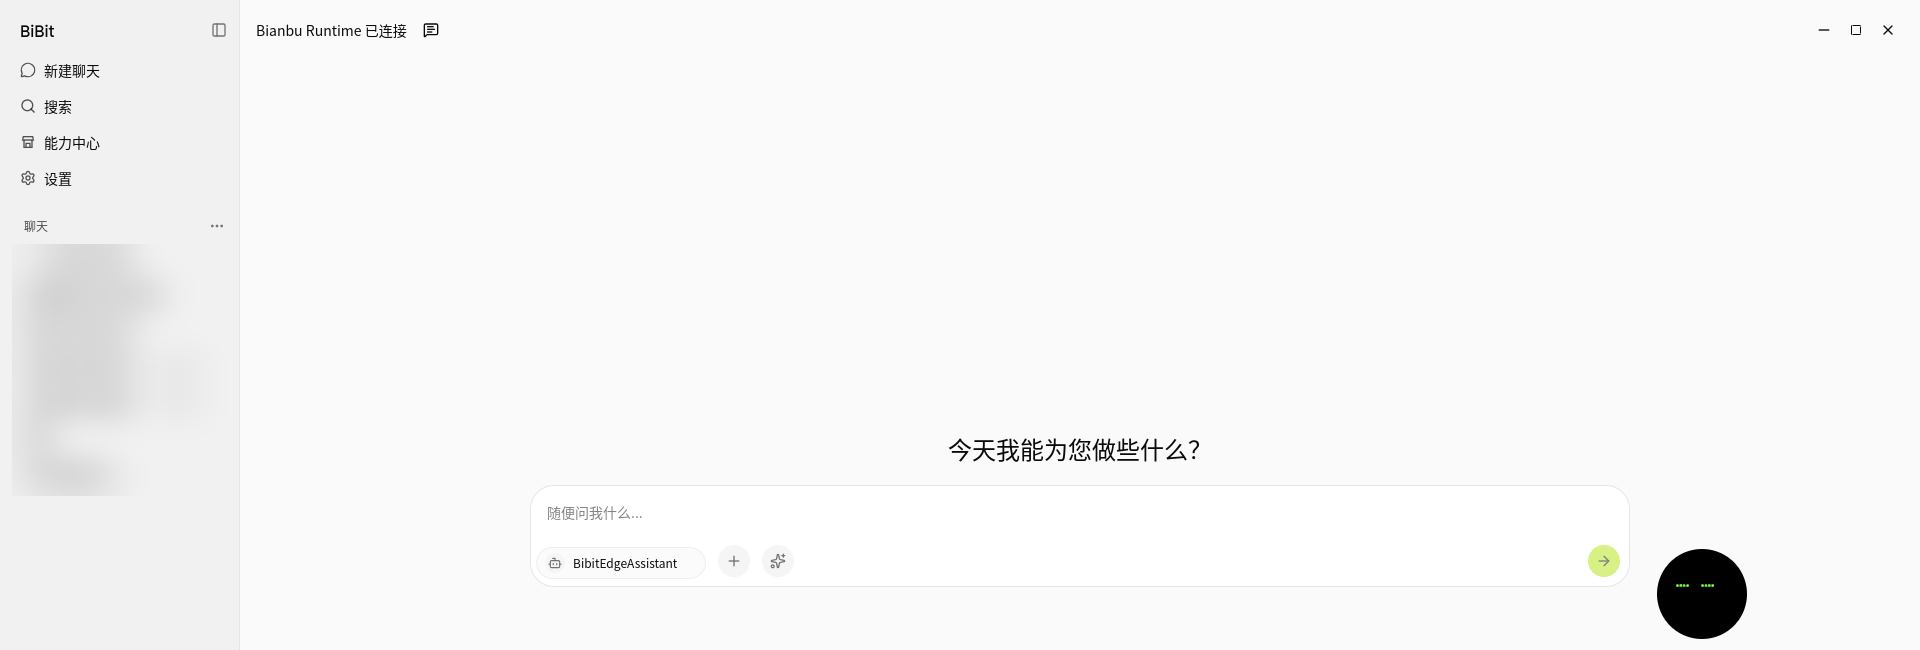 BiBit
新建聊天
搜索
能力中心
设置
聊天
Bianbu Runtime 已连接
今天我能为您做些什么？
随便问我什么...
BibitEdgeAssistant